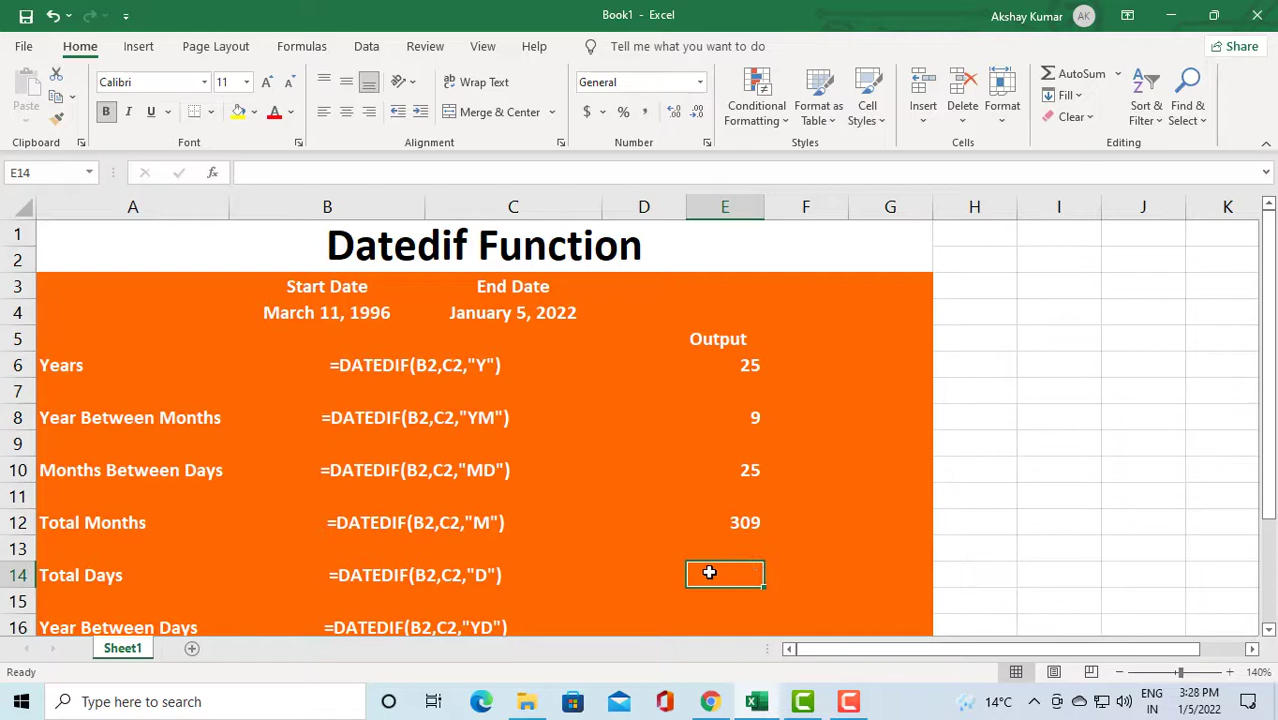 Book1 - Excel
Akshay Kumar AK
File Home Insert Page Layout Formulas Data Review View Help Tell me what you want to do Share
Paste
Calibri 11
Wrap Text
General
AutoSum
B I U
Merge & Center
$ % ,
Conditional Formatting
Format as Table
Cell Styles
Insert Delete Format
Fill
Clear
Sort & Filter
Find & Select
Clipboard Font Alignment Number Styles Cells Editing
E14 fx
A B C D E F G H I J K
1 Datedif Function
2
3 Start Date End Date
4 March 11, 1996 January 5, 2022
5 Output
6 Years =DATEDIF(B2,C2,"Y") 25
7
8 Year Between Months =DATEDIF(B2,C2,"YM") 9
9
10 Months Between Days =DATEDIF(B2,C2,"MD") 25
11
12 Total Months =DATEDIF(B2,C2,"M") 309
13
14 Total Days =DATEDIF(B2,C2,"D")
15
16 Year Between Days =DATEDIF(B2,C2,"YD")
Sheet1
Ready 140%
Type here to search
14°C
ENG
IN
3:28 PM
1/5/2022